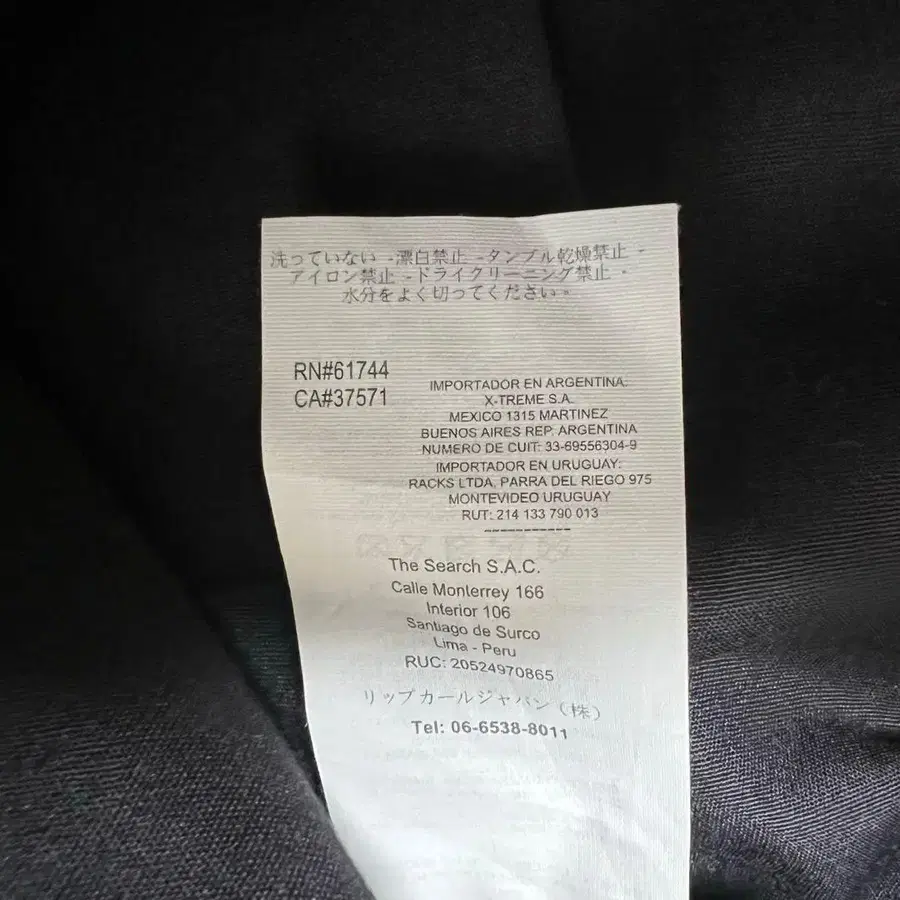 洗っていない -漂白禁止 -タンブル乾燥禁止 -
アイロン禁止 -ドライクリーニング禁止 -
水分をよく切ってください。
RN#61744
CA#37571
IMPORTADOR EN ARGENTINA:
X-TREME S.A.
MEXICO 1315 MARTINEZ
BUENOS AIRES REP. ARGENTINA
NUMERO DE CUIT: 33-69556304-9
IMPORTADOR EN URUGUAY:
RACKS LTDA. PARRA DEL RIEGO 975
MONTEVIDEO URUGUAY
RUT: 214 133 790 013
-----------
The Search S.A.C.
Calle Monterrey 166
Interior 106
Santiago de Surco
Lima - Peru
RUC: 20524970865
リップカールジャパン（株）
Tel: 06-6538-8011